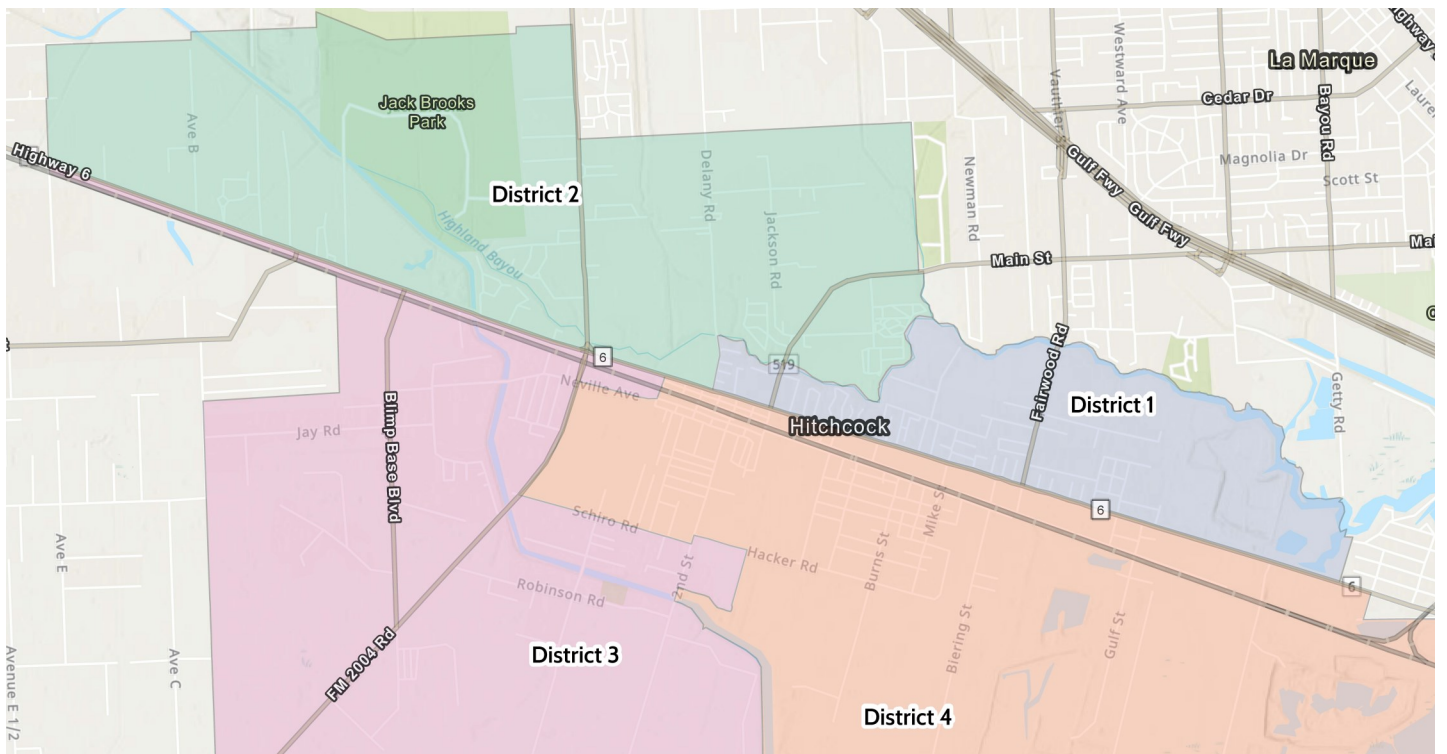 La Marque
Highway 6
Westward Ave
Vauthier S
Cedar Dr
Bayou Rd
Laure
Jack Brooks
Park
Ave B
Highway 6
District 2
Delany Rd
Jackson Rd
Newman Rd
Gulf Fwy
Gulf Fwy
Magnolia Dr
Scott St
Highland Bayou
Main St
Mai
6
519
Fairwood Rd
Getty Rd
Neville Ave
District 1
Jay Rd
Blimp Base Blvd
Hitchcock
6
Mike S
Schiro Rd
Hacker Rd
Burns St
Ave E
2nd St
Robinson Rd
6
Biering St
Gulf St
District 3
FM 2004 Rd
Ave C
Avenue E 1/2
District 4